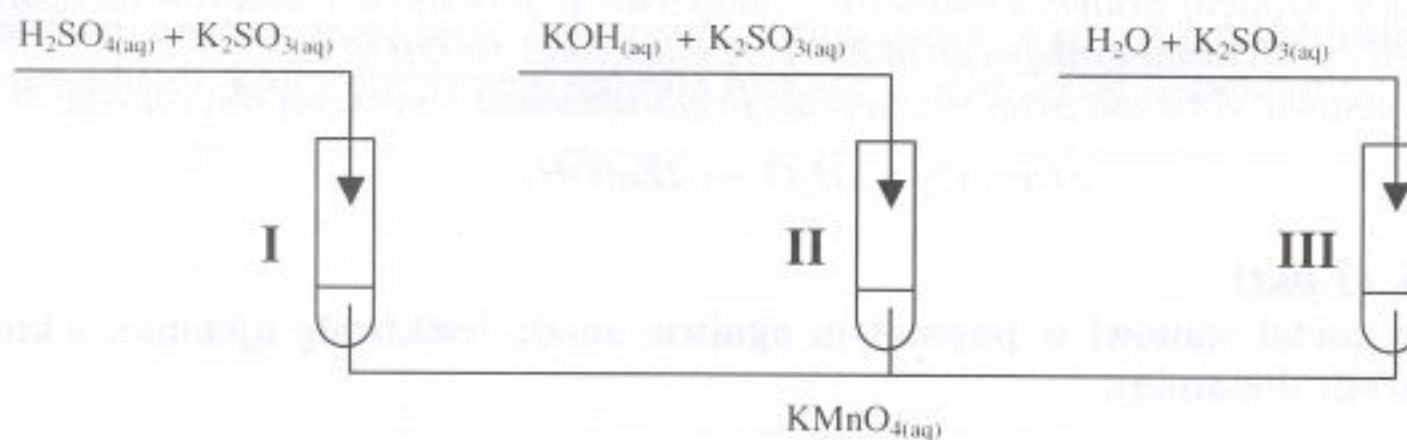 H₂SO₄₍ₐq₎ + K₂SO₃₍ₐq₎ KOH₍ₐq₎ + K₂SO₃₍ₐq₎ H₂O + K₂SO₃₍ₐq₎
I II III
KMnO₄₍ₐq₎